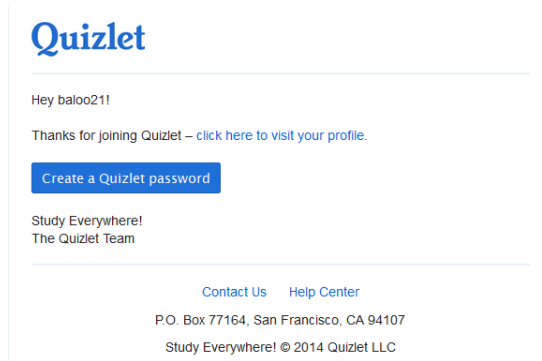 Quizlet
Hey baloo21!
Thanks for joining Quizlet – click here to visit your profile.
Create a Quizlet password
Study Everywhere!
The Quizlet Team
Contact Us Help Center
P.O. Box 77164, San Francisco, CA 94107
Study Everywhere! © 2014 Quizlet LLC